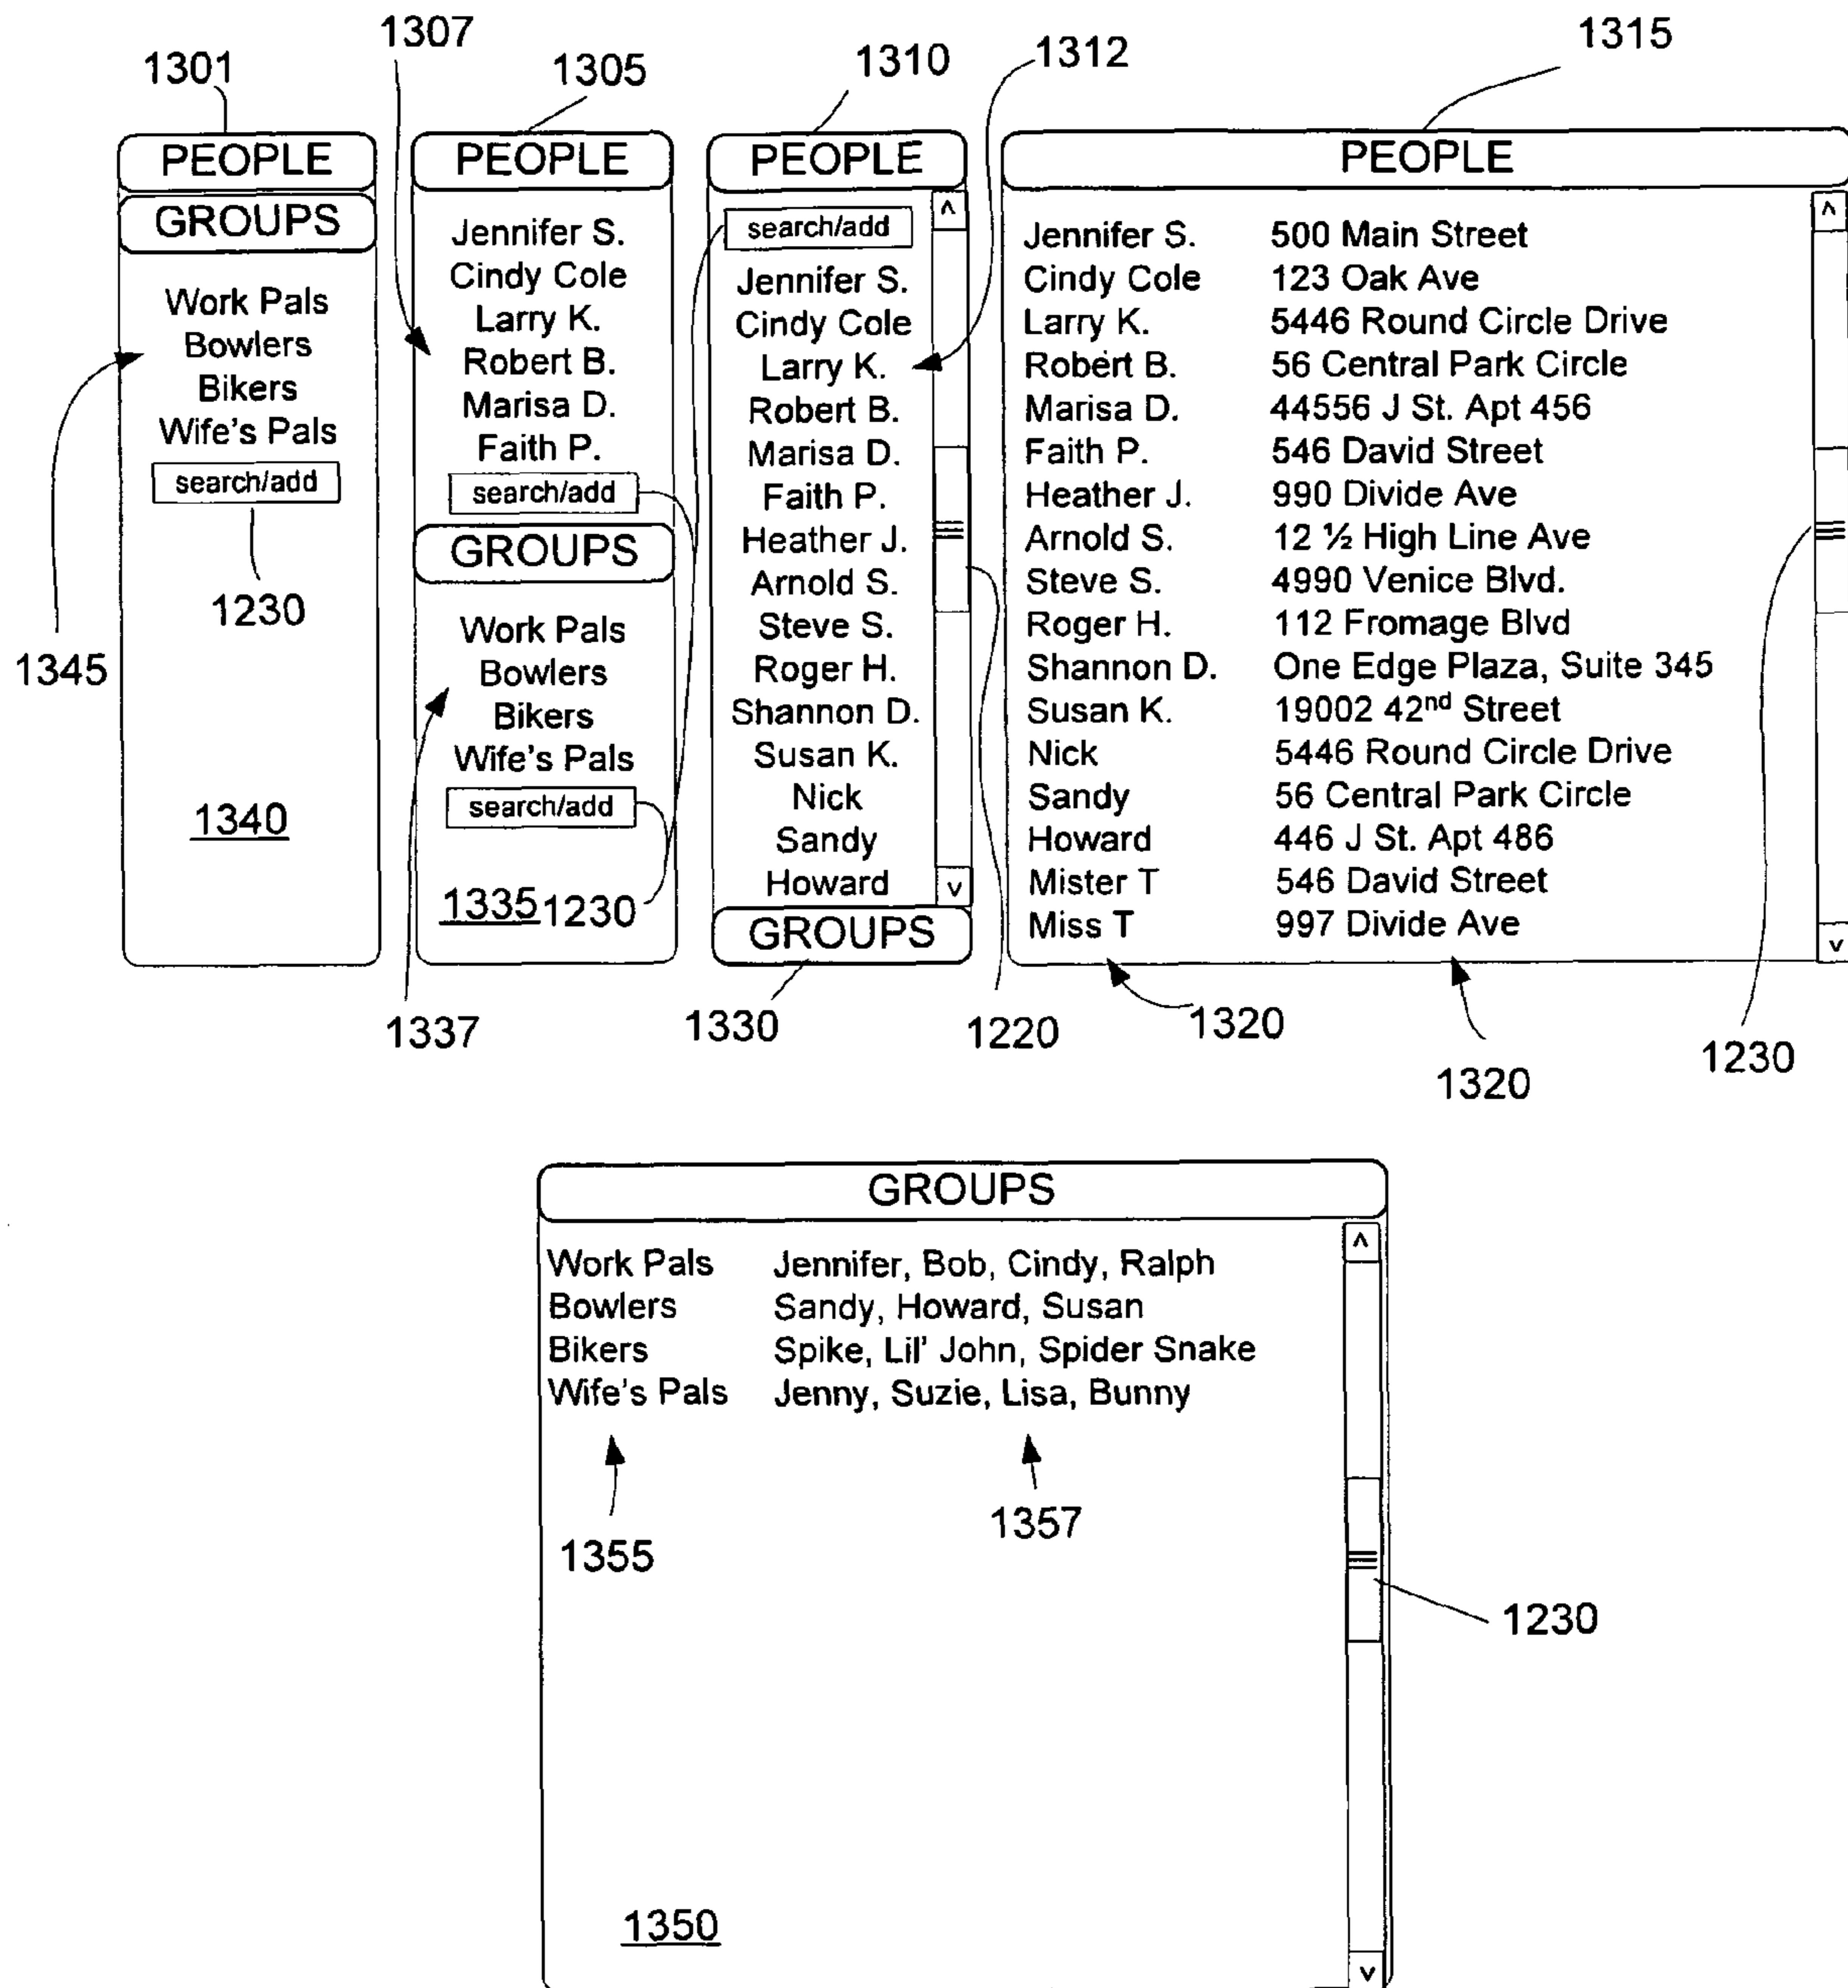 1307
1305
1310
1312
1315
1301
PEOPLE
GROUPS
Work Pals
Bowlers
Bikers
Wife's Pals
search/add
1230
1345
1340
PEOPLE
Jennifer S.
Cindy Cole
Larry K.
Robert B.
Marisa D.
Faith P.
search/add
GROUPS
Work Pals
Bowlers
Bikers
Wife's Pals
search/add
1335 1230
1337
PEOPLE
^
search/add
Jennifer S.
Cindy Cole
Larry K.
Robert B.
Marisa D.
Faith P.
Heather J.
Arnold S.
Steve S.
Roger H.
Shannon D.
Susan K.
Nick
Sandy
Howard
v
GROUPS
1330
1220
PEOPLE
^
Jennifer S. 500 Main Street
Cindy Cole 123 Oak Ave
Larry K. 5446 Round Circle Drive
Robert B. 56 Central Park Circle
Marisa D. 44556 J St. Apt 456
Faith P. 546 David Street
Heather J. 990 Divide Ave
Arnold S. 12 ½ High Line Ave
Steve S. 4990 Venice Blvd.
Roger H. 112 Fromage Blvd
Shannon D. One Edge Plaza, Suite 345
Susan K. 19002 42nd Street
Nick 5446 Round Circle Drive
Sandy 56 Central Park Circle
Howard 446 J St. Apt 486
Mister T 546 David Street
Miss T 997 Divide Ave
v
1320
1320
1230
GROUPS
^
Work Pals Jennifer, Bob, Cindy, Ralph
Bowlers Sandy, Howard, Susan
Bikers Spike, Lil' John, Spider Snake
Wife's Pals Jenny, Suzie, Lisa, Bunny
1355
1357
1230
1350
v